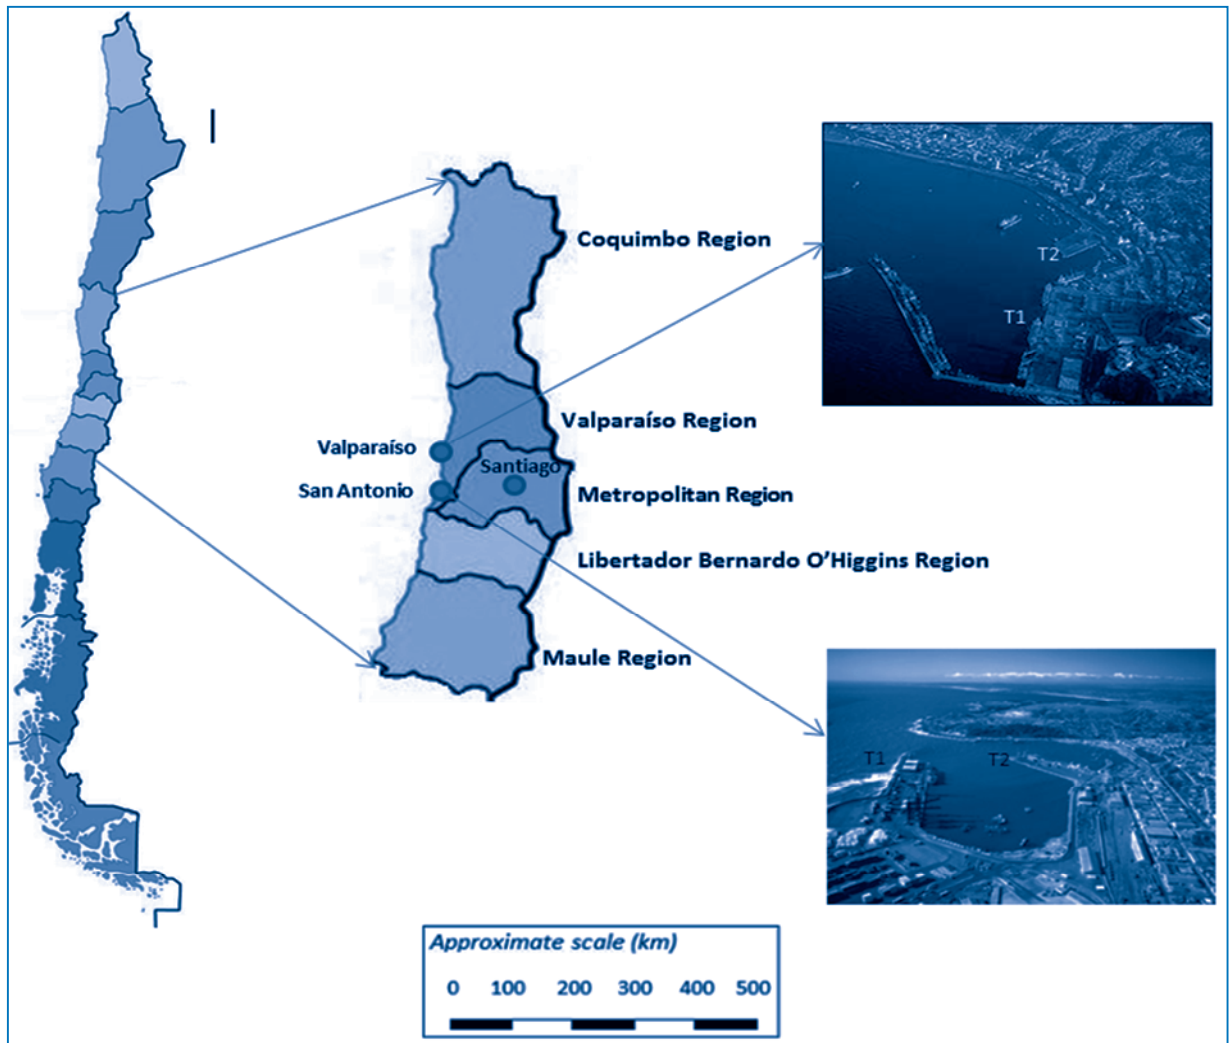 Coquimbo Region
T2
T1
Valparaíso Region
Valparaíso
Santiago
San Antonio
Metropolitan Region
Libertador Bernardo O’Higgins Region
Maule Region
T1
T2
Approximate scale (km)
0 100 200 300 400 500